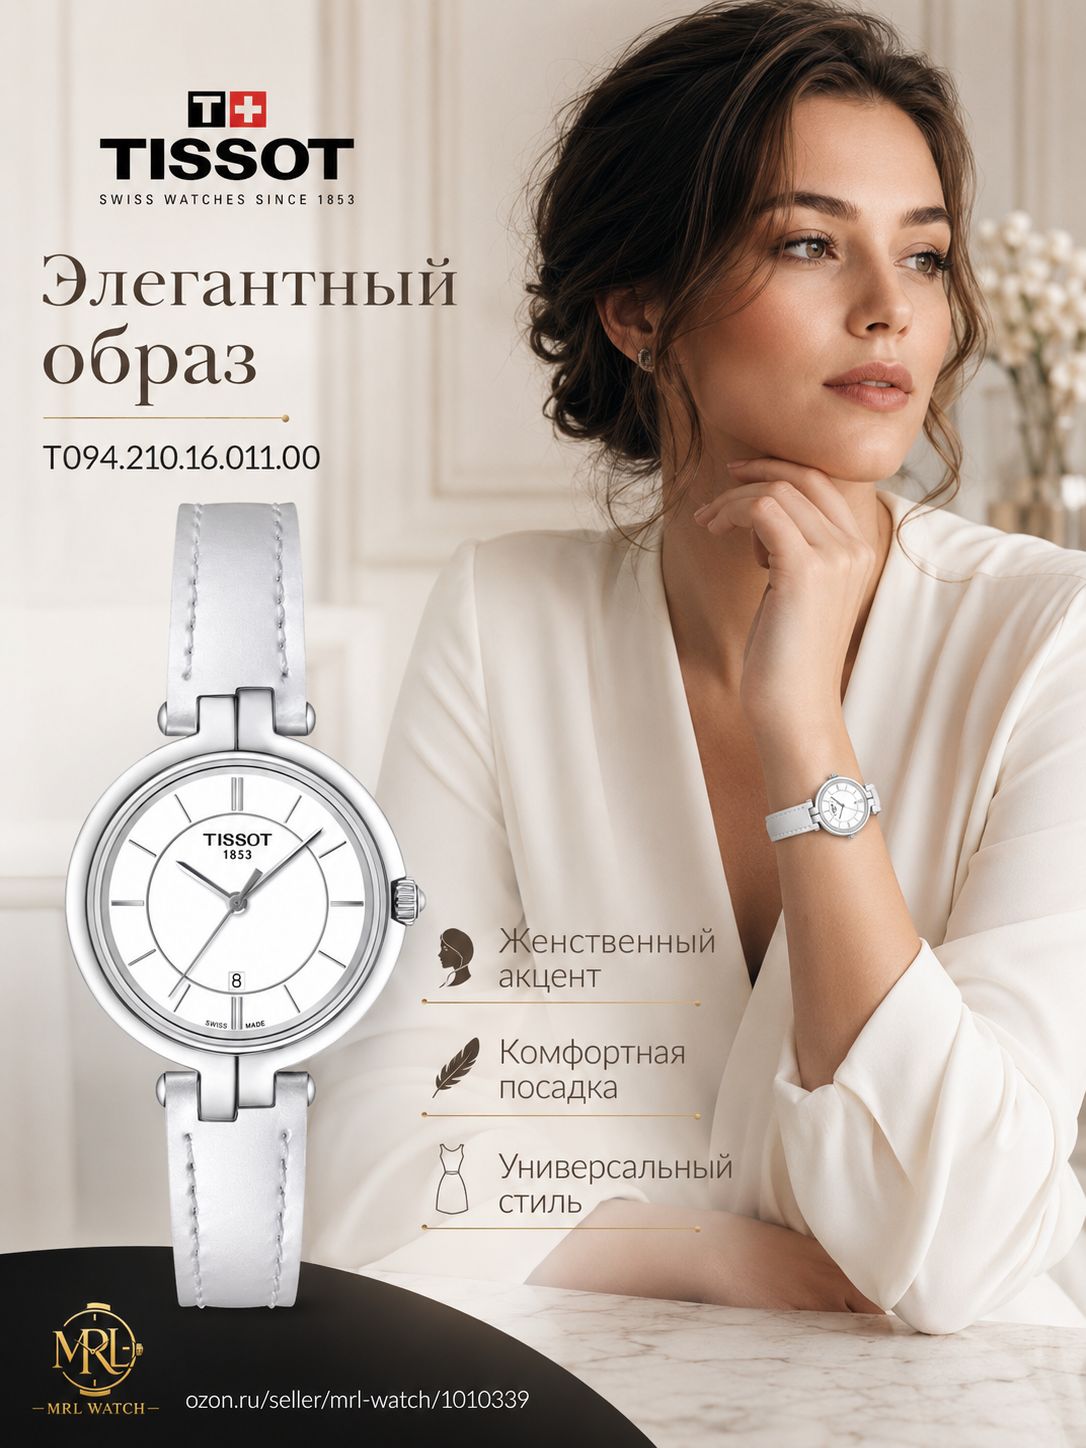 TISSOT
SWISS WATCHES SINCE 1853
Элегантный
образ
T094.210.16.011.00
TISSOT
1853
8
SWISS MADE
Женственный
акцент
Комфортная
посадка
Универсальный
стиль
MRL
MRL WATCH
ozon.ru/seller/mrl-watch/1010339